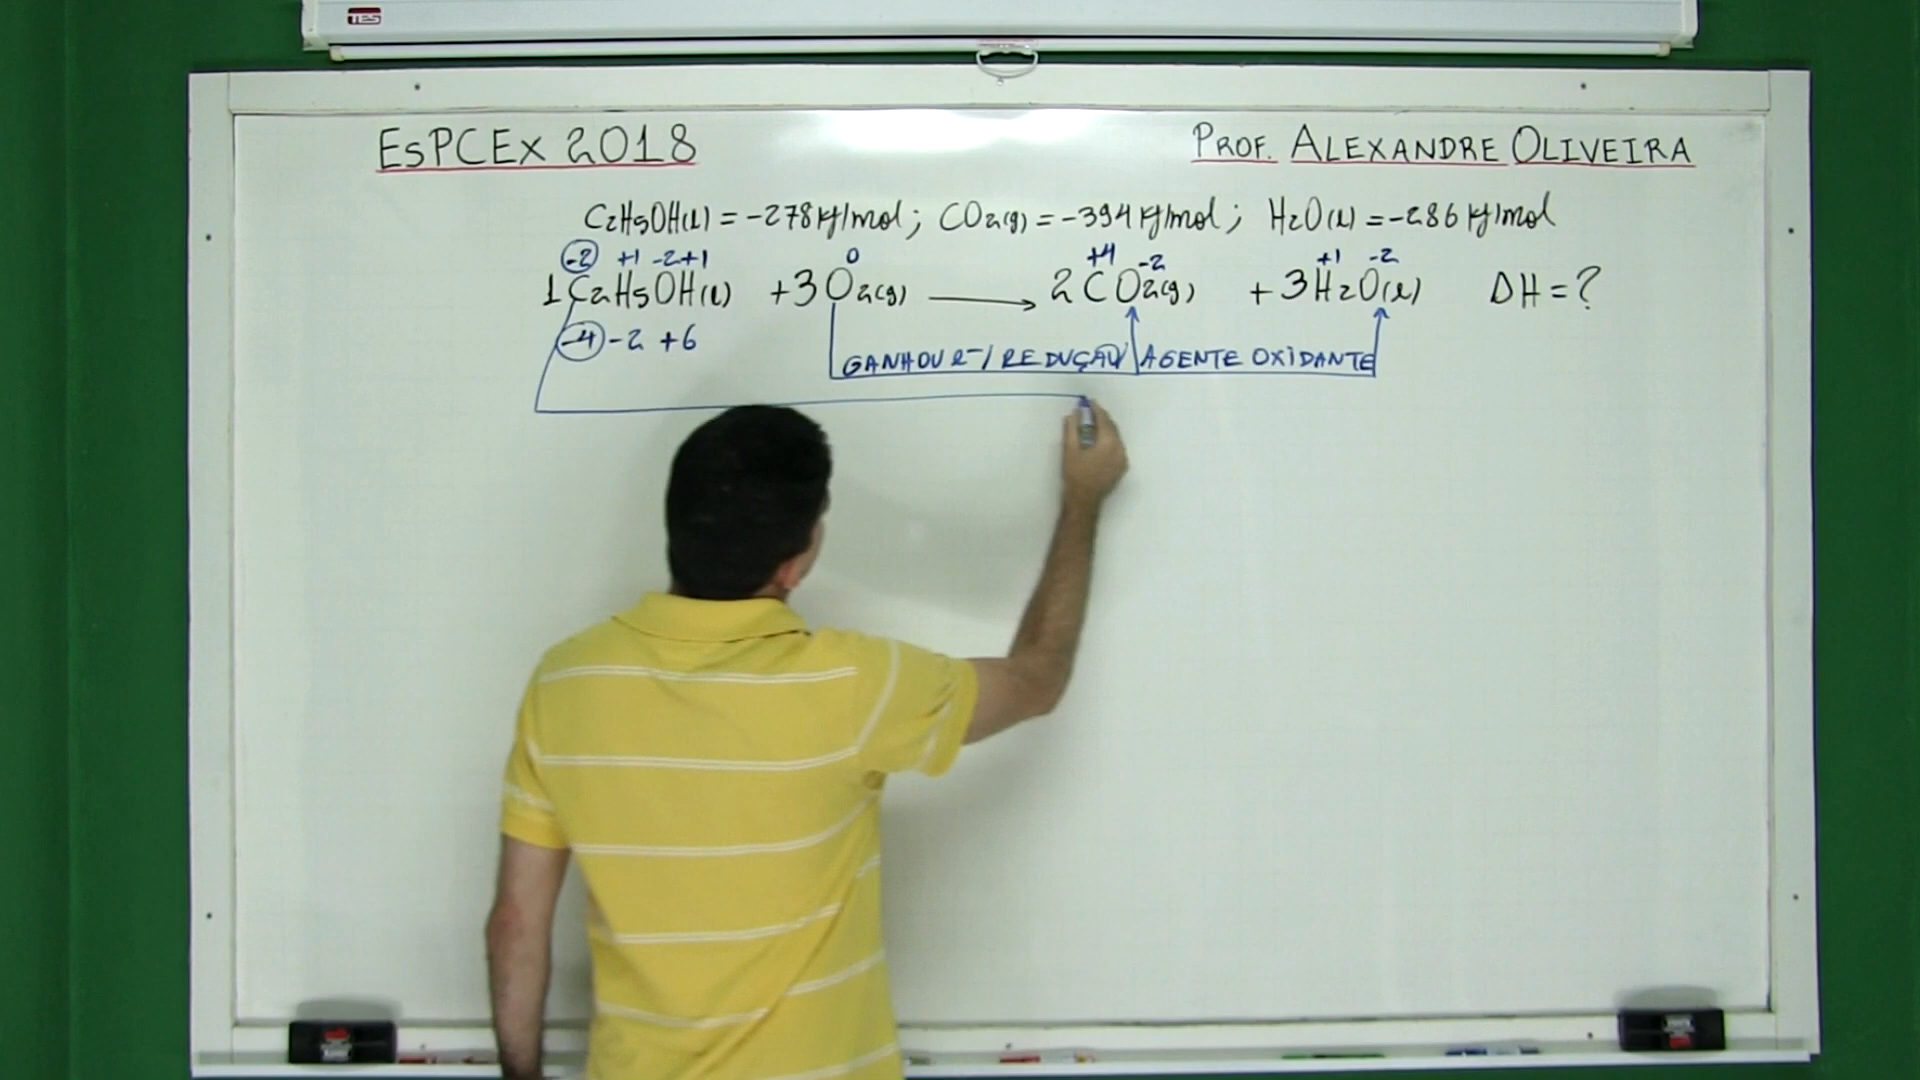 TES
EsPCEx 2018
PROF. ALEXANDRE OLIVEIRA
C2H5OH(l) = -278 kJ/mol; CO2(g) = -394 kJ/mol; H2O(l) = -286 kJ/mol
-2 +1 -2 +1 0 +4 -2 +1 -2
1 C2H5OH(l) + 3 O2(g) → 2 CO2(g) + 3 H2O(l) DH = ?
-4 -2 +6
GANHOU e-/ REDUÇÃO/ AGENTE OXIDANTE